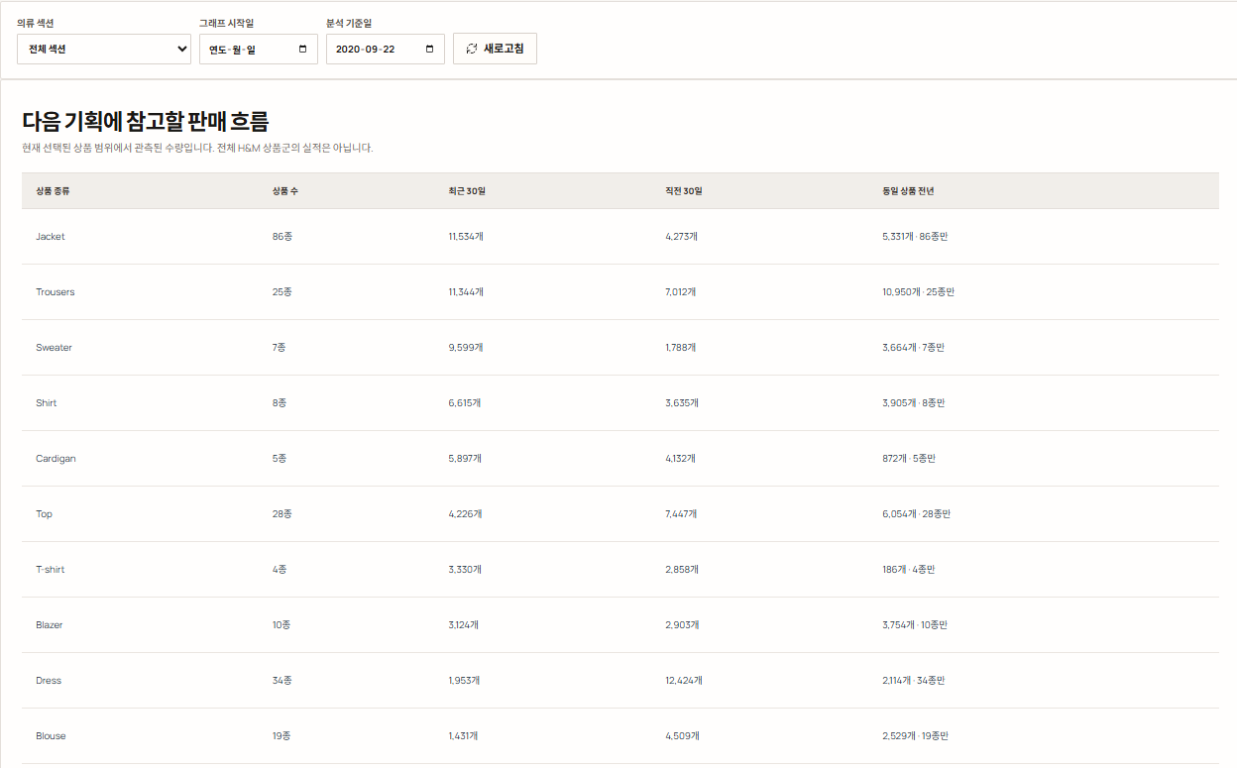 의류 섹션 그래프 시작일 분석 기준일
전체 섹션 연도-월-일 2020-09-22 새로고침
다음 기획에 참고할 판매 흐름
현재 선택된 상품 범위에서 관측된 수량입니다. 전체 H&M 상품군의 실적은 아닙니다.
상품 종류 상품 수 최근 30일 직전 30일 동일 상품 전년
Jacket 86종 11,534개 4,273개 5,331개 · 86종만
Trousers 25종 11,344개 7,012개 10,950개 · 25종만
Sweater 7종 9,599개 1,788개 3,664개 · 7종만
Shirt 8종 6,615개 3,635개 3,905개 · 8종만
Cardigan 5종 5,897개 4,132개 872개 · 5종만
Top 28종 4,226개 7,447개 6,054개 · 28종만
T-shirt 4종 3,330개 2,858개 186개 · 4종만
Blazer 10종 3,124개 2,903개 3,754개 · 10종만
Dress 34종 1,953개 12,424개 2,114개 · 34종만
Blouse 19종 1,431개 4,509개 2,529개 · 19종만